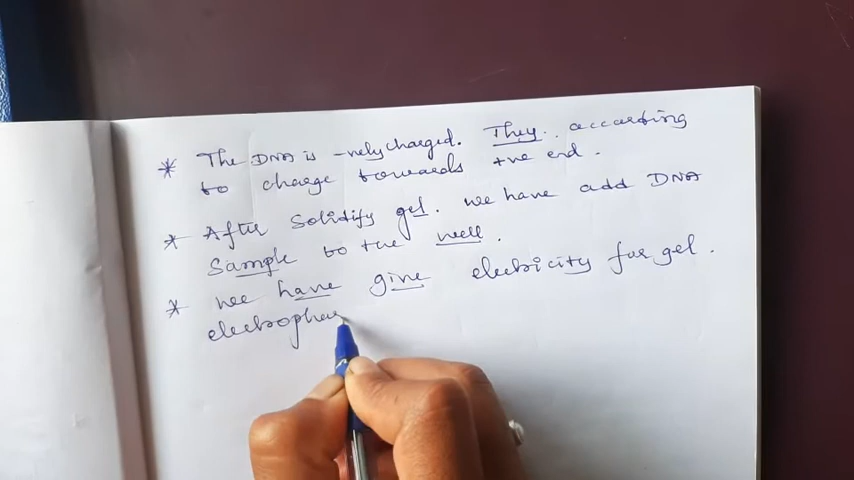 * The DNA is -vely charged. They.. according
to charge towards +ve end.
* After Solidify gel. we have add DNA
Sample to the well.
* we have give electricity for gel.
electrophor